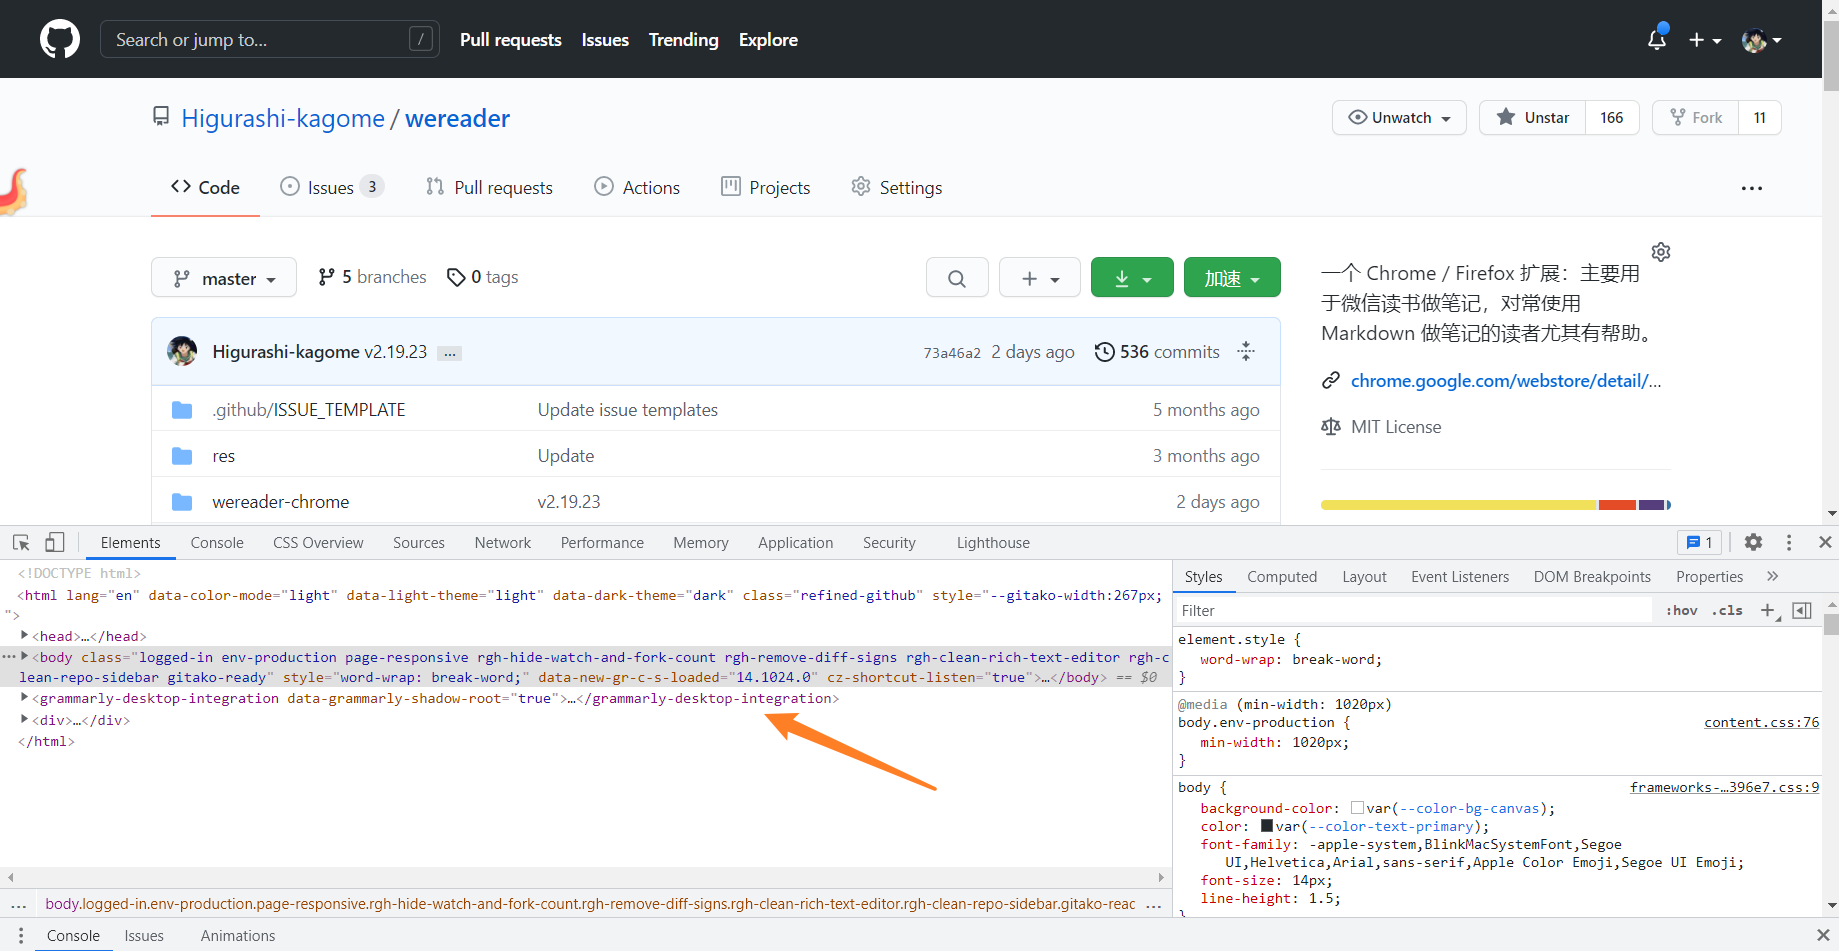 Search or jump to... /
Pull requests Issues Trending Explore
Higurashi-kagome / wereader
Unwatch Unstar 166 Fork 11
Code Issues 3 Pull requests Actions Projects Settings ...
master 5 branches 0 tags
加速
Higurashi-kagome v2.19.23 ...
73a46a2 2 days ago 536 commits
.github/ISSUE_TEMPLATE Update issue templates 5 months ago
res Update 3 months ago
wereader-chrome v2.19.23 2 days ago
一个 Chrome / Firefox 扩展：主要用
于微信读书做笔记，对常使用
Markdown 做笔记的读者尤其有帮助。
chrome.google.com/webstore/detail/...
MIT License
Elements Console CSS Overview Sources Network Performance Memory Application Security Lighthouse 1
<!DOCTYPE html>
<html lang="en" data-color-mode="light" data-light-theme="light" data-dark-theme="dark" class="refined-github" style="--gitako-width:267px;
">
<head>…</head>
<body class="logged-in env-production page-responsive rgh-hide-watch-and-fork-count rgh-remove-diff-signs rgh-clean-rich-text-editor rgh-c
lean-repo-sidebar gitako-ready" style="word-wrap: break-word;" data-new-gr-c-s-loaded="14.1024.0" cz-shortcut-listen="true">…</body> == $0
<grammarly-desktop-integration data-grammarly-shadow-root="true">…</grammarly-desktop-integration>
<div>…</div>
</html>
... body.logged-in.env-production.page-responsive.rgh-hide-watch-and-fork-count.rgh-remove-diff-signs.rgh-clean-rich-text-editor.rgh-clean-repo-sidebar.gitako-reac ...
Styles Computed Layout Event Listeners DOM Breakpoints Properties »
Filter :hov .cls +
element.style {
word-wrap: break-word;
}
@media (min-width: 1020px)
body.env-production { content.css:76
min-width: 1020px;
}
body { frameworks-…396e7.css:9
background-color: var(--color-bg-canvas);
color: var(--color-text-primary);
font-family: -apple-system,BlinkMacSystemFont,Segoe
UI,Helvetica,Arial,sans-serif,Apple Color Emoji,Segoe UI Emoji;
font-size: 14px;
line-height: 1.5;
}
Console Issues Animations